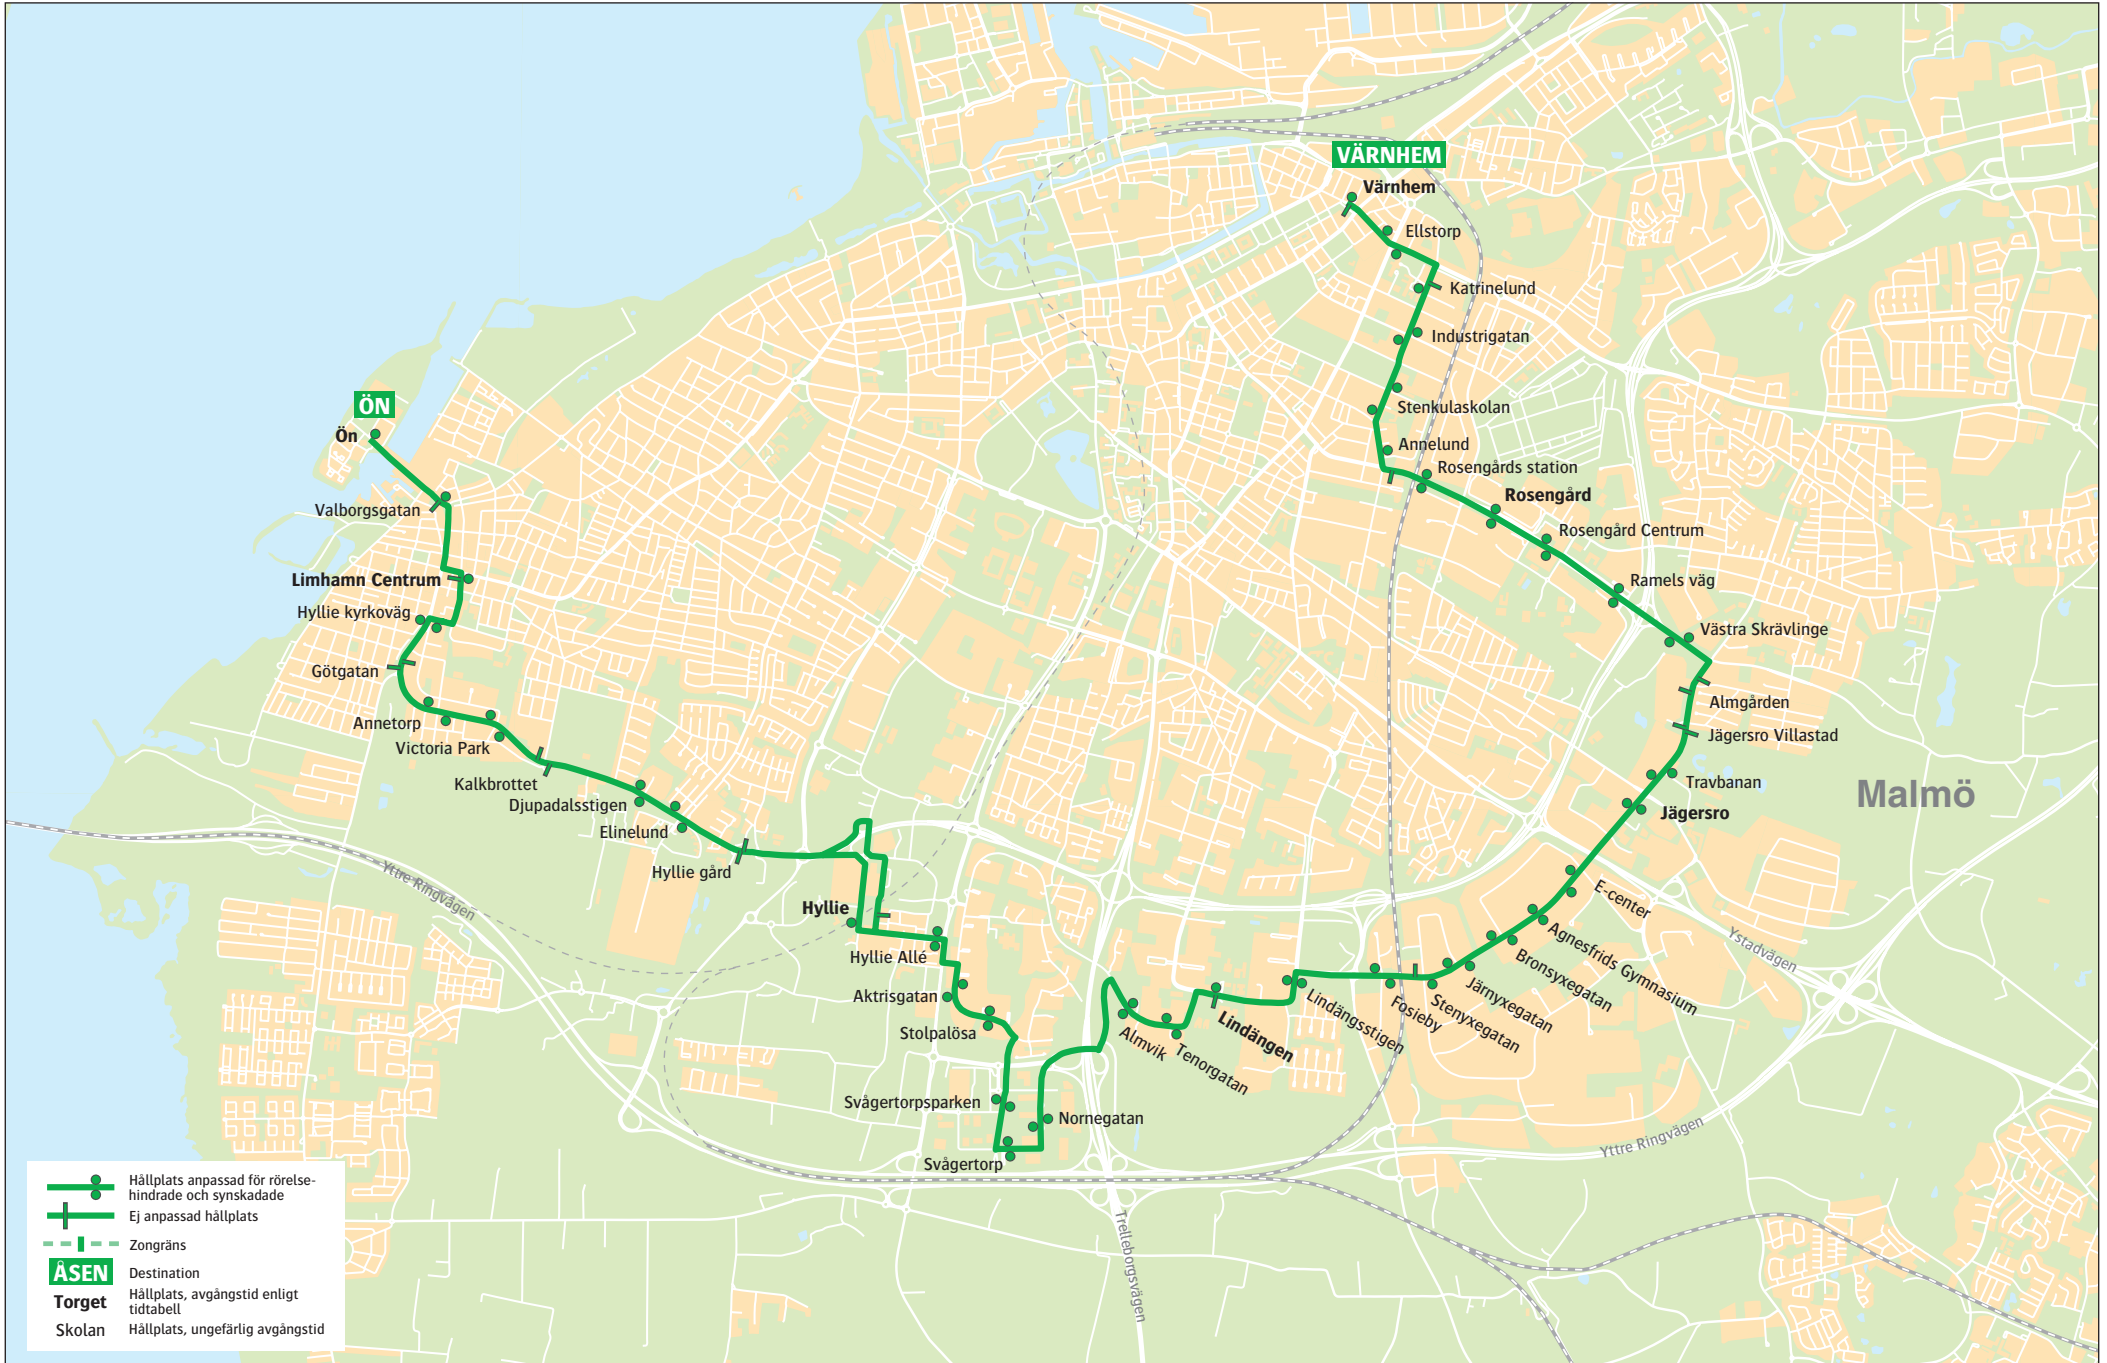 VÄRNHEM
Värnhem
Ellstorp
Katrinelund
Industrigatan
Stenkulaskolan
Annelund
Rosengårds station
Rosengård
Rosengård Centrum
Ramels väg
Västra Skrävlinge
Almgården
Jägersro Villastad
Travbanan
Jägersro
Malmö
E-center
Agnesfrids Gymnasium
Bronsyxegatan
Järnyxegatan
Stenyxegatan
Fosieby
Lindängsstigen
Lindängen
Tenorgatan
Almvik
Nornegatan
Svågertorp
Svågertorpsparken
Stolpalösa
Aktrisgatan
Hyllie Allé
Hyllie
Hyllie gård
Elinelund
Djupadalsstigen
Kalkbrottet
Victoria Park
Annetorp
Götgatan
Hyllie kyrkoväg
Limhamn Centrum
Valborgsgatan
Ön
ÖN
Yttre Ringvägen
Ystadvägen
Yttre Ringvägen
Trelleborgsvägen
Hållplats anpassad för rörelse-
hindrade och synskadade
Ej anpassad hållplats
Zongräns
ÅSEN Destination
Torget Hållplats, avgångstid enligt
tidtabell
Skolan Hållplats, ungefärlig avgångstid